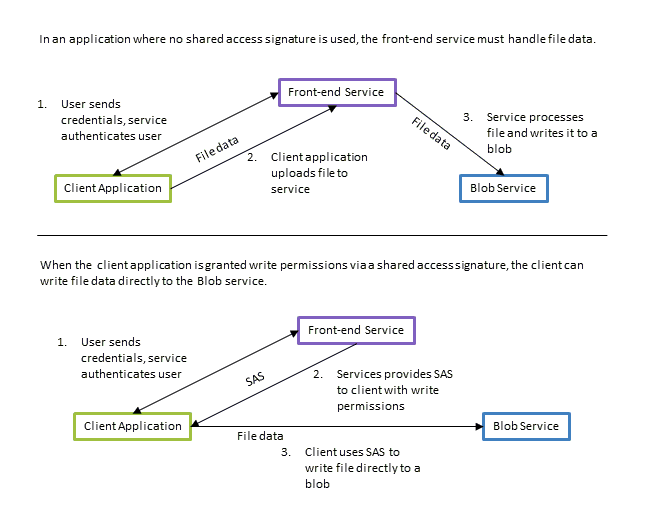 In an application where no shared access signature is used, the front-end service must handle file data.
Front-end Service
1. User sends
credentials, service
authenticates user
File data
File data
3. Service processes
file and writes it to a
blob
2. Client application
uploads file to
service
Client Application
Blob Service
When the client application is granted write permissions via a shared access signature, the client can
write file data directly to the Blob service.
Front-end Service
1. User sends
credentials, service
authenticates user
SAS
2. Services provides SAS
to client with write
permissions
Client Application
Blob Service
File data
3. Client uses SAS to
write file directly to a
blob